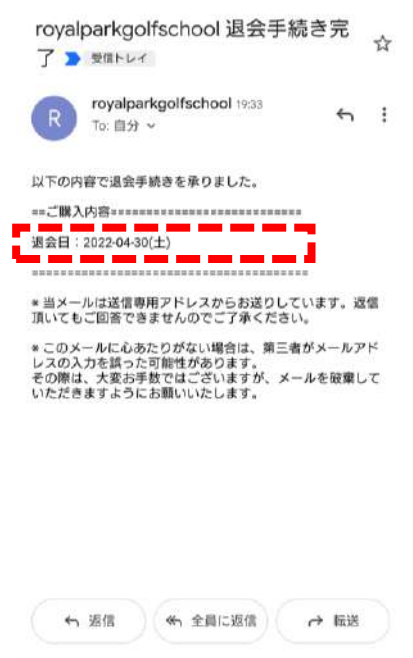 royalparkgolfschool 退会手続き完
了 受信トレイ
R
royalparkgolfschool 19:33
To: 自分
以下の内容で退会手続きを承りました。
==ご購入内容===========================
退会日：2022-04-30(土)
=======================================
* 当メールは送信専用アドレスからお送りしています。返信
頂いてもご回答できませんのでご了承ください。
* このメールに心あたりがない場合は、第三者がメールアド
レスの入力を誤った可能性があります。
その際は、大変お手数ではございますが、メールを破棄して
いただきますようにお願いいたします。
返信
全員に返信
転送